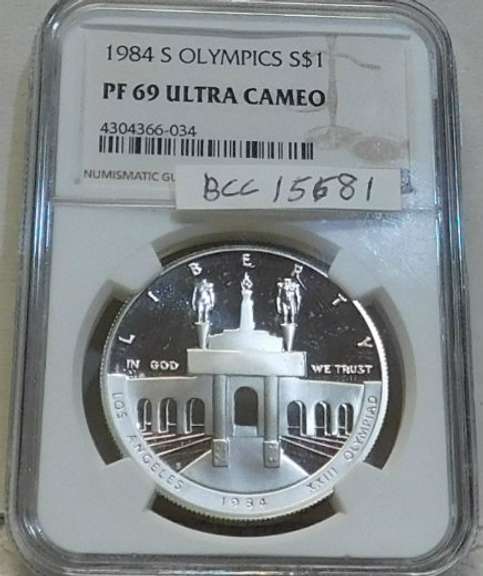 1984 S OLYMPICS S$1
PF 69 ULTRA CAMEO
4304366-034
NUMISMATIC
BCC 15681
LIBERTY
IN GOD WE TRUST
LOS ANGELES 1984 XXIII OLYMPIAD
S